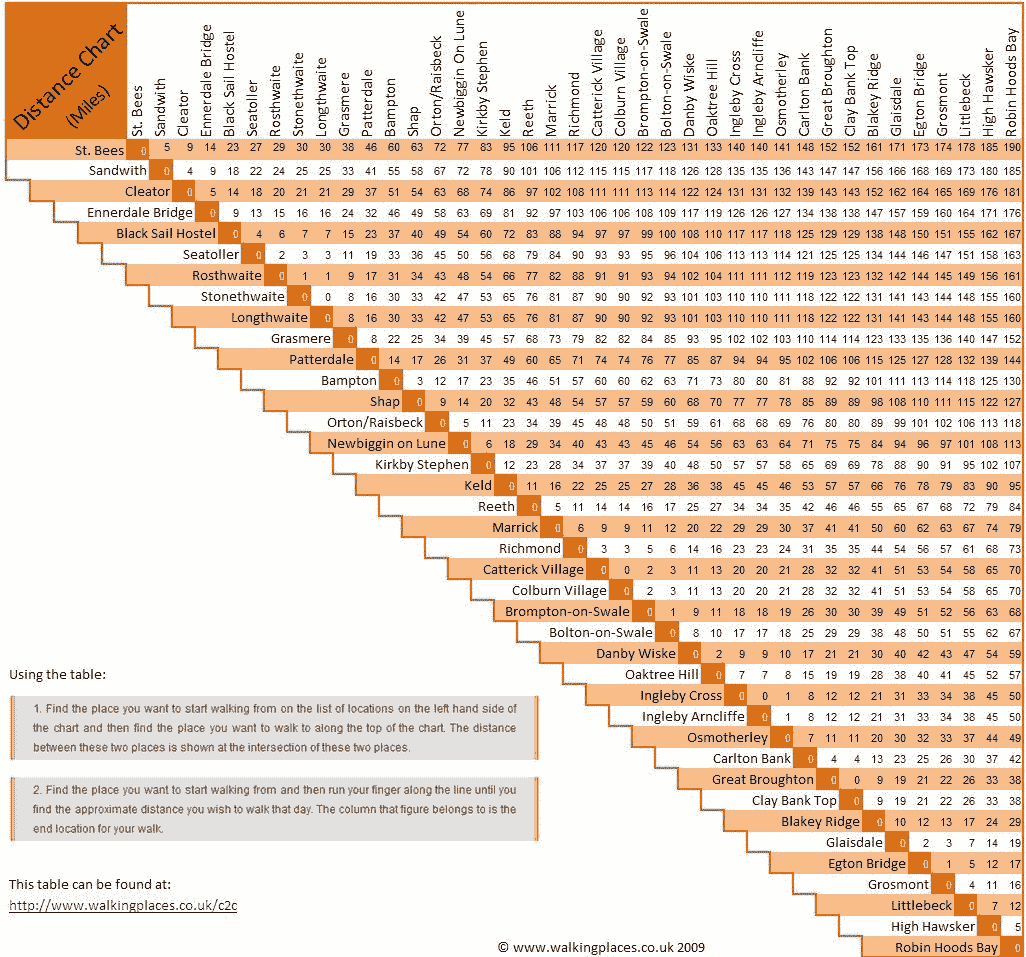 Distance Chart
(Miles)
St. Bees
Sandwith
Cleator
Ennerdale Bridge
Black Sail Hostel
Seatoller
Rosthwaite
Stonethwaite
Longthwaite
Grasmere
Patterdale
Bampton
Shap
Orton/Raisbeck
Newbiggin On Lune
Kirkby Stephen
Keld
Reeth
Marrick
Richmond
Catterick Village
Colburn Village
Brompton-on-Swale
Bolton-on-Swale
Danby Wiske
Oaktree Hill
Ingleby Cross
Ingleby Arncliffe
Osmotherley
Carlton Bank
Great Broughton
Clay Bank Top
Blakey Ridge
Glaisdale
Egton Bridge
Grosmont
Littlebeck
High Hawsker
Robin Hoods Bay
St. Bees 0 5 9 14 23 27 29 30 30 38 46 60 63 72 77 83 95 106 111 117 120 120 122 123 131 133 140 140 141 148 152 152 161 171 173 174 178 185 190
Sandwith 0 4 9 18 22 24 25 25 33 41 55 58 67 72 78 90 101 106 112 115 115 117 118 126 128 135 135 136 143 147 147 156 166 168 169 173 180 185
Cleator 0 5 14 18 20 21 21 29 37 51 54 63 68 74 86 97 102 108 111 111 113 114 122 124 131 131 132 139 143 143 152 162 164 165 169 176 181
Ennerdale Bridge 0 9 13 15 16 16 24 32 46 49 58 63 69 81 92 97 103 106 106 108 109 117 119 126 126 127 134 138 138 147 157 159 160 164 171 176
Black Sail Hostel 0 4 6 7 7 15 23 37 40 49 54 60 72 83 88 94 97 97 99 100 108 110 117 117 118 125 129 129 138 148 150 151 155 162 167
Seatoller 0 2 3 3 11 19 33 36 45 50 56 68 79 84 90 93 93 95 96 104 106 113 113 114 121 125 125 134 144 146 147 151 158 163
Rosthwaite 0 1 1 9 17 31 34 43 48 54 66 77 82 88 91 91 93 94 102 104 111 111 112 119 123 123 132 142 144 145 149 156 161
Stonethwaite 0 0 8 16 30 33 42 47 53 65 76 81 87 90 90 92 93 101 103 110 110 111 118 122 122 131 141 143 144 148 155 160
Longthwaite 0 8 16 30 33 42 47 53 65 76 81 87 90 90 92 93 101 103 110 110 111 118 122 122 131 141 143 144 148 155 160
Grasmere 0 8 22 25 34 39 45 57 68 73 79 82 82 84 85 93 95 102 102 103 110 114 114 123 133 135 136 140 147 152
Patterdale 0 14 17 26 31 37 49 60 65 71 74 74 76 77 85 87 94 94 95 102 106 106 115 125 127 128 132 139 144
Bampton 0 3 12 17 23 35 46 51 57 60 60 62 63 71 73 80 80 81 88 92 92 101 111 113 114 118 125 130
Shap 0 9 14 20 32 43 48 54 57 57 59 60 68 70 77 77 78 85 89 89 98 108 110 111 115 122 127
Orton/Raisbeck 0 5 11 23 34 39 45 48 48 50 51 59 61 68 68 69 76 80 80 89 99 101 102 106 113 118
Newbiggin on Lune 0 6 18 29 34 40 43 43 45 46 54 56 63 63 64 71 75 75 84 94 96 97 101 108 113
Kirkby Stephen 0 12 23 28 34 37 37 39 40 48 50 57 57 58 65 69 69 78 88 90 91 95 102 107
Keld 0 11 16 22 25 25 27 28 36 38 45 45 46 53 57 57 66 76 78 79 83 90 95
Reeth 0 5 11 14 14 16 17 25 27 34 34 35 42 46 46 55 65 67 68 72 79 84
Marrick 0 6 9 9 11 12 20 22 29 29 30 37 41 41 50 60 62 63 67 74 79
Richmond 0 3 3 5 6 14 16 23 23 24 31 35 35 44 54 56 57 61 68 73
Catterick Village 0 0 2 3 11 13 20 20 21 28 32 32 41 51 53 54 58 65 70
Colburn Village 0 2 3 11 13 20 20 21 28 32 32 41 51 53 54 58 65 70
Brompton-on-Swale 0 1 9 11 18 18 19 26 30 30 39 49 51 52 56 63 68
Bolton-on-Swale 0 8 10 17 17 18 25 29 29 38 48 50 51 55 62 67
Danby Wiske 0 2 9 9 10 17 21 21 30 40 42 43 47 54 59
Oaktree Hill 0 7 7 8 15 19 19 28 38 40 41 45 52 57
Ingleby Cross 0 0 1 8 12 12 21 31 33 34 38 45 50
Ingleby Arncliffe 0 1 8 12 12 21 31 33 34 38 45 50
Osmotherley 0 7 11 11 20 30 32 33 37 44 49
Carlton Bank 0 4 4 13 23 25 26 30 37 42
Great Broughton 0 0 9 19 21 22 26 33 38
Clay Bank Top 0 9 19 21 22 26 33 38
Blakey Ridge 0 10 12 13 17 24 29
Glaisdale 0 2 3 7 14 19
Egton Bridge 0 1 5 12 17
Grosmont 0 4 11 16
Littlebeck 0 7 12
High Hawsker 0 5
Robin Hoods Bay 0
Using the table:
1. Find the place you want to start walking from on the list of locations on the left hand side of
the chart and then find the place you want to walk to along the top of the chart. The distance
between these two places is shown at the intersection of these two places.
2. Find the place you want to start walking from and then run your finger along the line until you
find the approximate distance you wish to walk that day. The column that figure belongs to is the
end location for your walk.
This table can be found at:
http://www.walkingplaces.co.uk/c2c
© www.walkingplaces.co.uk 2009